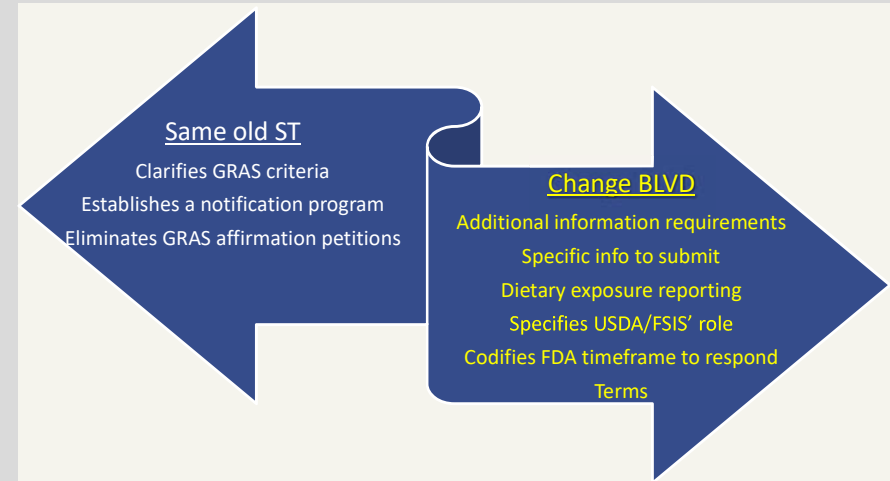 Same old ST
Clarifies GRAS criteria
Establishes a notification program
Eliminates GRAS affirmation petitions
Change BLVD
Additional information requirements
Specific info to submit
Dietary exposure reporting
Specifies USDA/FSIS’ role
Codifies FDA timeframe to respond
Terms